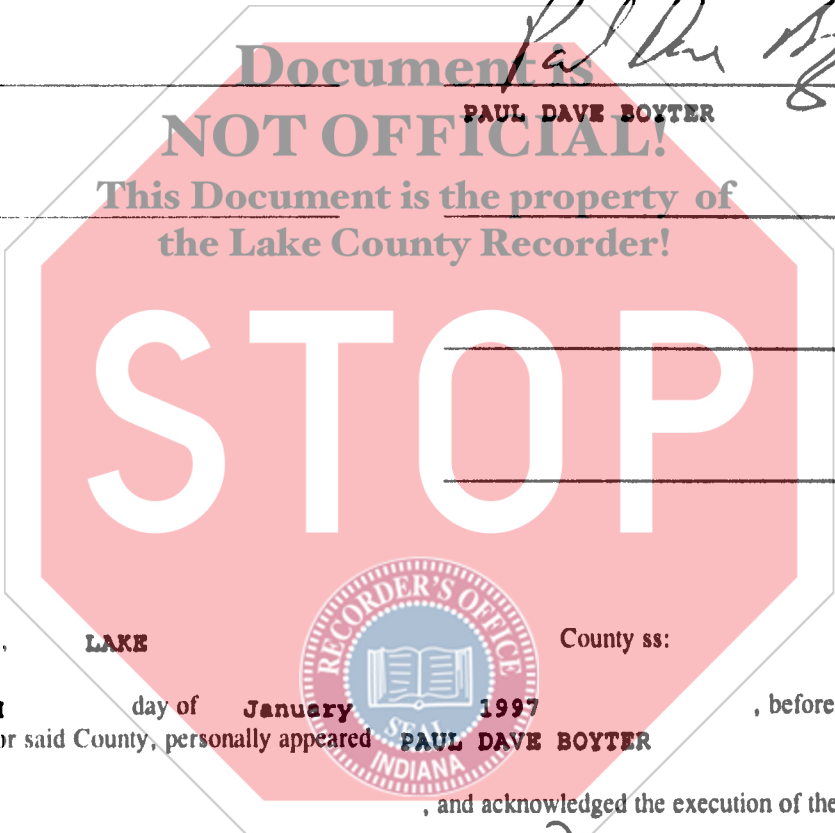 Document is
PAUL DAVE BOYTER
NOT OFFICIAL!
This Document is the property of
the Lake County Recorder!
STOP
RECORDER'S OFFICE
SEAL
INDIANA
, LAKE County ss:
day of January 1997 , before
or said County, personally appeared PAUL DAVE BOYTER
, and acknowledged the execution of the